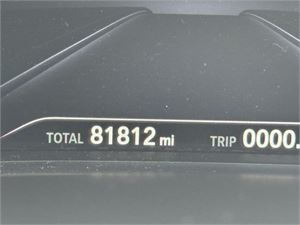 TOTAL 81812 mi TRIP 0000.